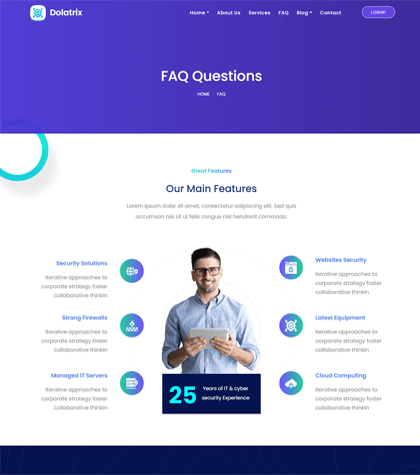 Dolatrix
Home About Us Services FAQ Blog Contact
LOGIN
FAQ Questions
HOME FAQ
Great Features
Our Main Features
Lorem ipsum dolor sit amet, consectetur adipiscing elit. Sed quis
accumsan nisi Ut ut felis congue nisl hendrerit commodo.
Security Solutions
Iterative approaches to
corporate strategy foster
collaborative thinkin
Strong Firewalls
Iterative approaches to
corporate strategy foster
collaborative thinkin
Managed IT Servers
Iterative approaches to
corporate strategy foster
collaborative thinkin
25
Years of IT & cyber
security Experience
Websites Security
Iterative approaches to
corporate strategy foster
collaborative thinkin
Latest Equipment
Iterative approaches to
corporate strategy foster
collaborative thinkin
Cloud Computing
Iterative approaches to
corporate strategy foster
collaborative thinkin